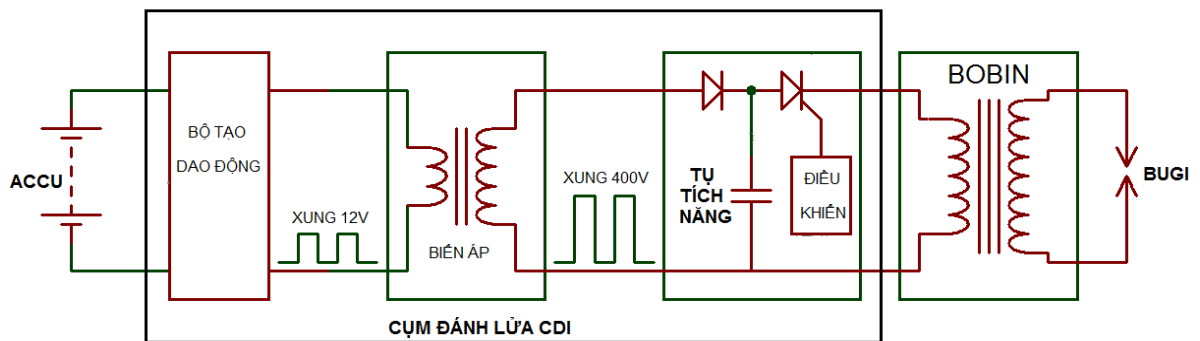 ACCU
BỘ TẠO
DAO ĐỘNG
XUNG 12V
BIẾN ÁP
XUNG 400V
TỤ
TÍCH
NĂNG
ĐIỀU
KHIỂN
BOBIN
BUGI
CỤM ĐÁNH LỬA CDI